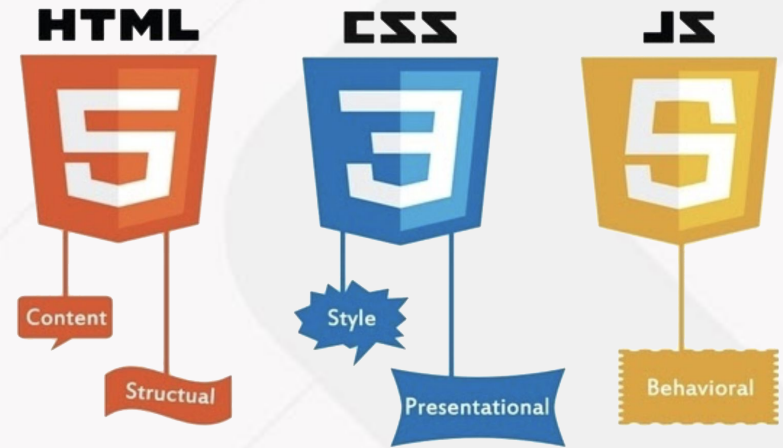 HTML
CSS
JS
5
3
5
Content
Style
Structual
Presentational
Behavioral